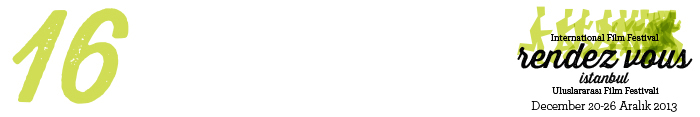 16
International Film Festival
rendez vous
istanbul
Uluslararası Film Festivali
December 20-26 Aralık 2013